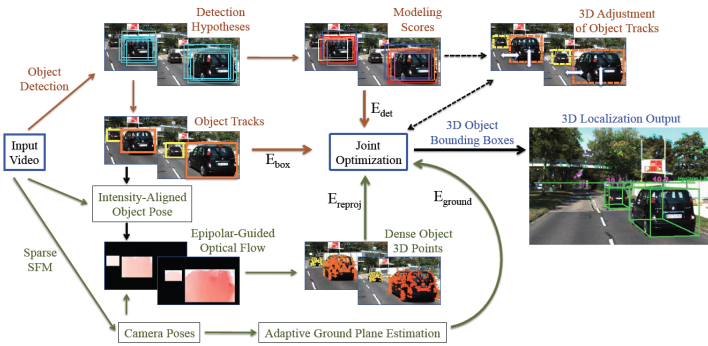 Detection
Hypotheses
Modeling
Scores
3D Adjustment
of Object Tracks
Object
Detection
Object Tracks
E_det
3D Object
Bounding Boxes
3D Localization Output
Input
Video
E_box
Joint
Optimization
Intensity-Aligned
Object Pose
E_reproj
E_ground
Sparse
SFM
Epipolar-Guided
Optical Flow
Dense Object
3D Points
Camera Poses
Adaptive Ground Plane Estimation